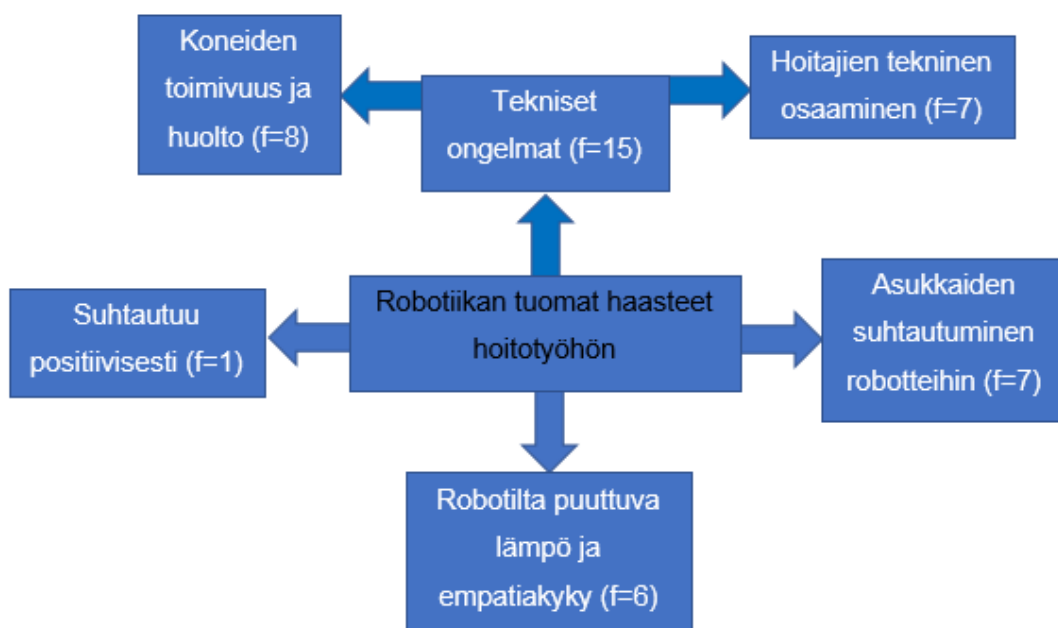 Koneiden
toimivuus ja
huolto (f=8)
Tekniset
ongelmat (f=15)
Hoitajien tekninen
osaaminen (f=7)
Suhtautuu
positiivisesti (f=1)
Robotiikan tuomat haasteet
hoitotyöhön
Asukkaiden
suhtautuminen
robotteihin (f=7)
Robotilta puuttuva
lämpö ja
empatiakyky (f=6)